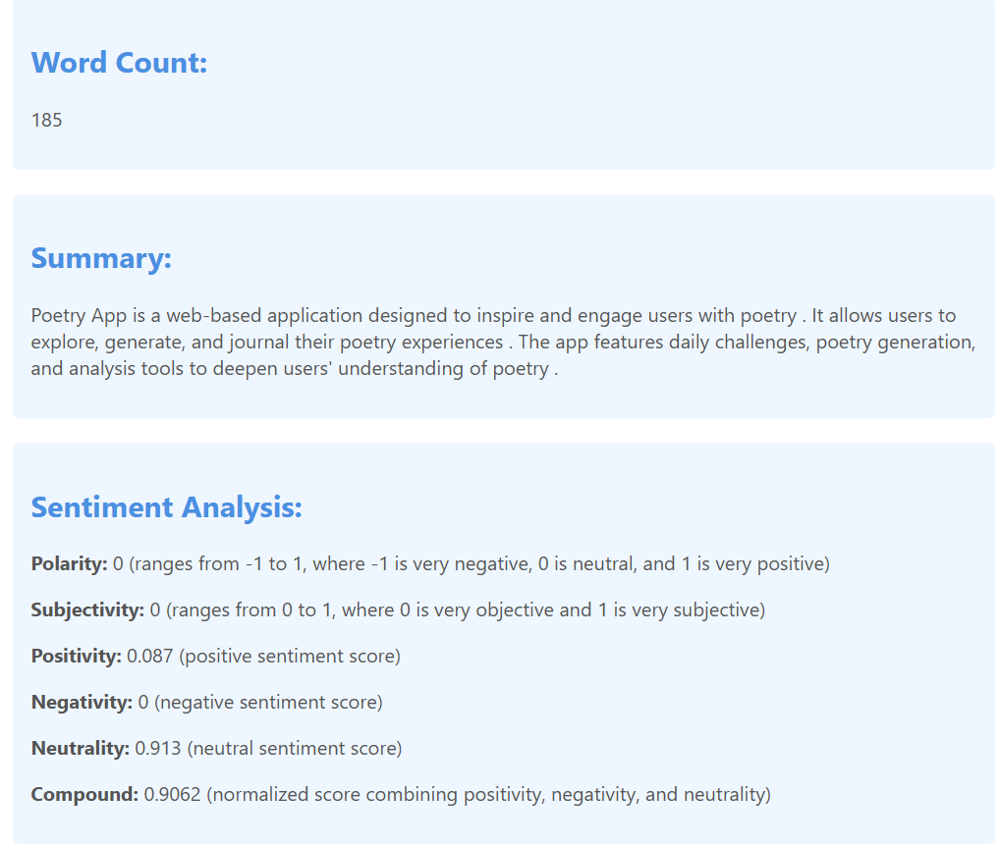 Word Count:
185
Summary:
Poetry App is a web-based application designed to inspire and engage users with poetry . It allows users to
explore, generate, and journal their poetry experiences . The app features daily challenges, poetry generation,
and analysis tools to deepen users' understanding of poetry .
Sentiment Analysis:
Polarity: 0 (ranges from -1 to 1, where -1 is very negative, 0 is neutral, and 1 is very positive)
Subjectivity: 0 (ranges from 0 to 1, where 0 is very objective and 1 is very subjective)
Positivity: 0.087 (positive sentiment score)
Negativity: 0 (negative sentiment score)
Neutrality: 0.913 (neutral sentiment score)
Compound: 0.9062 (normalized score combining positivity, negativity, and neutrality)